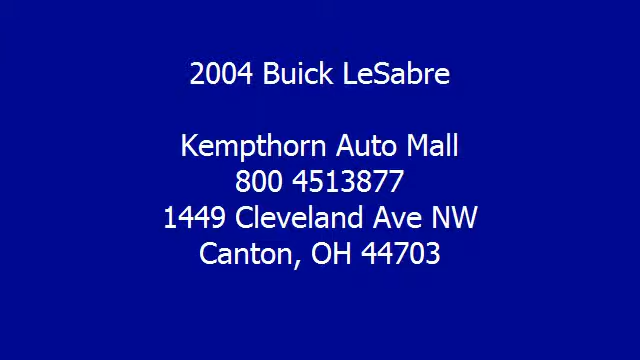 2004 Buick LeSabre
Kempthorn Auto Mall
800 4513877
1449 Cleveland Ave NW
Canton, OH 44703